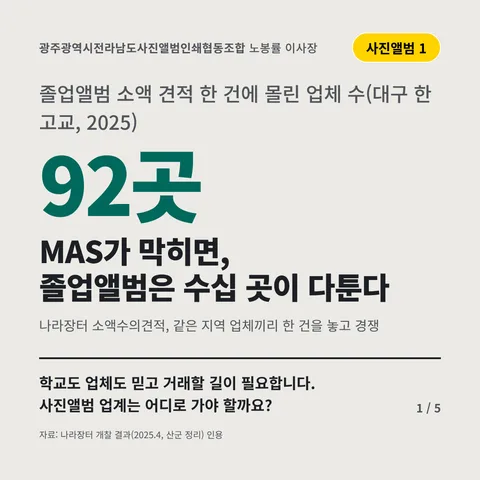 광주광역시전라남도사진앨범인쇄협동조합 노봉률 이사장
사진앨범 1
졸업앨범 소액 견적 한 건에 몰린 업체 수(대구 한
고교, 2025)
92곳
MAS가 막히면,
졸업앨범은 수십 곳이 다툰다
나라장터 소액수의견적, 같은 지역 업체끼리 한 건을 놓고 경쟁
학교도 업체도 믿고 거래할 길이 필요합니다.
사진앨범 업계는 어디로 가야 할까요?
1 / 5
자료: 나라장터 개찰 결과(2025.4, 산군 정리) 인용